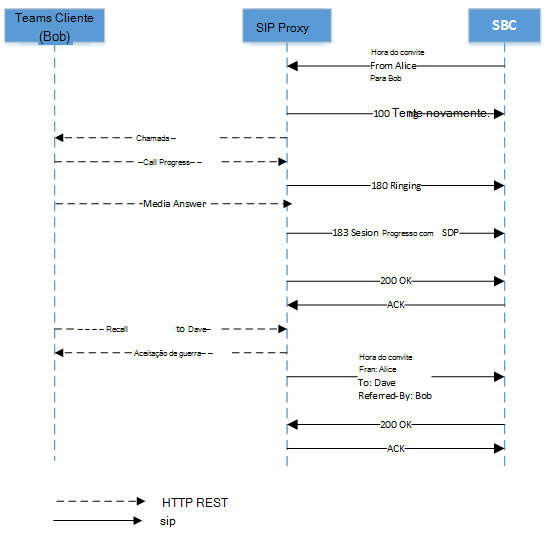 Teams Cliente
(Bob)
SIP Proxy
SBC
Hora do convite
From Alice
Para Bob
100 Tente novamente.
Chamada
Call Progress
180 Ringing
Media Answer
183 Sesion Progresso com SDP
200 OK
ACK
Recall to Dave
Aceitação de guerra
Hora do convite
Fran: Alice
To: Dave
Referred-By: Bob
200 OK
ACK
HTTP REST
sip